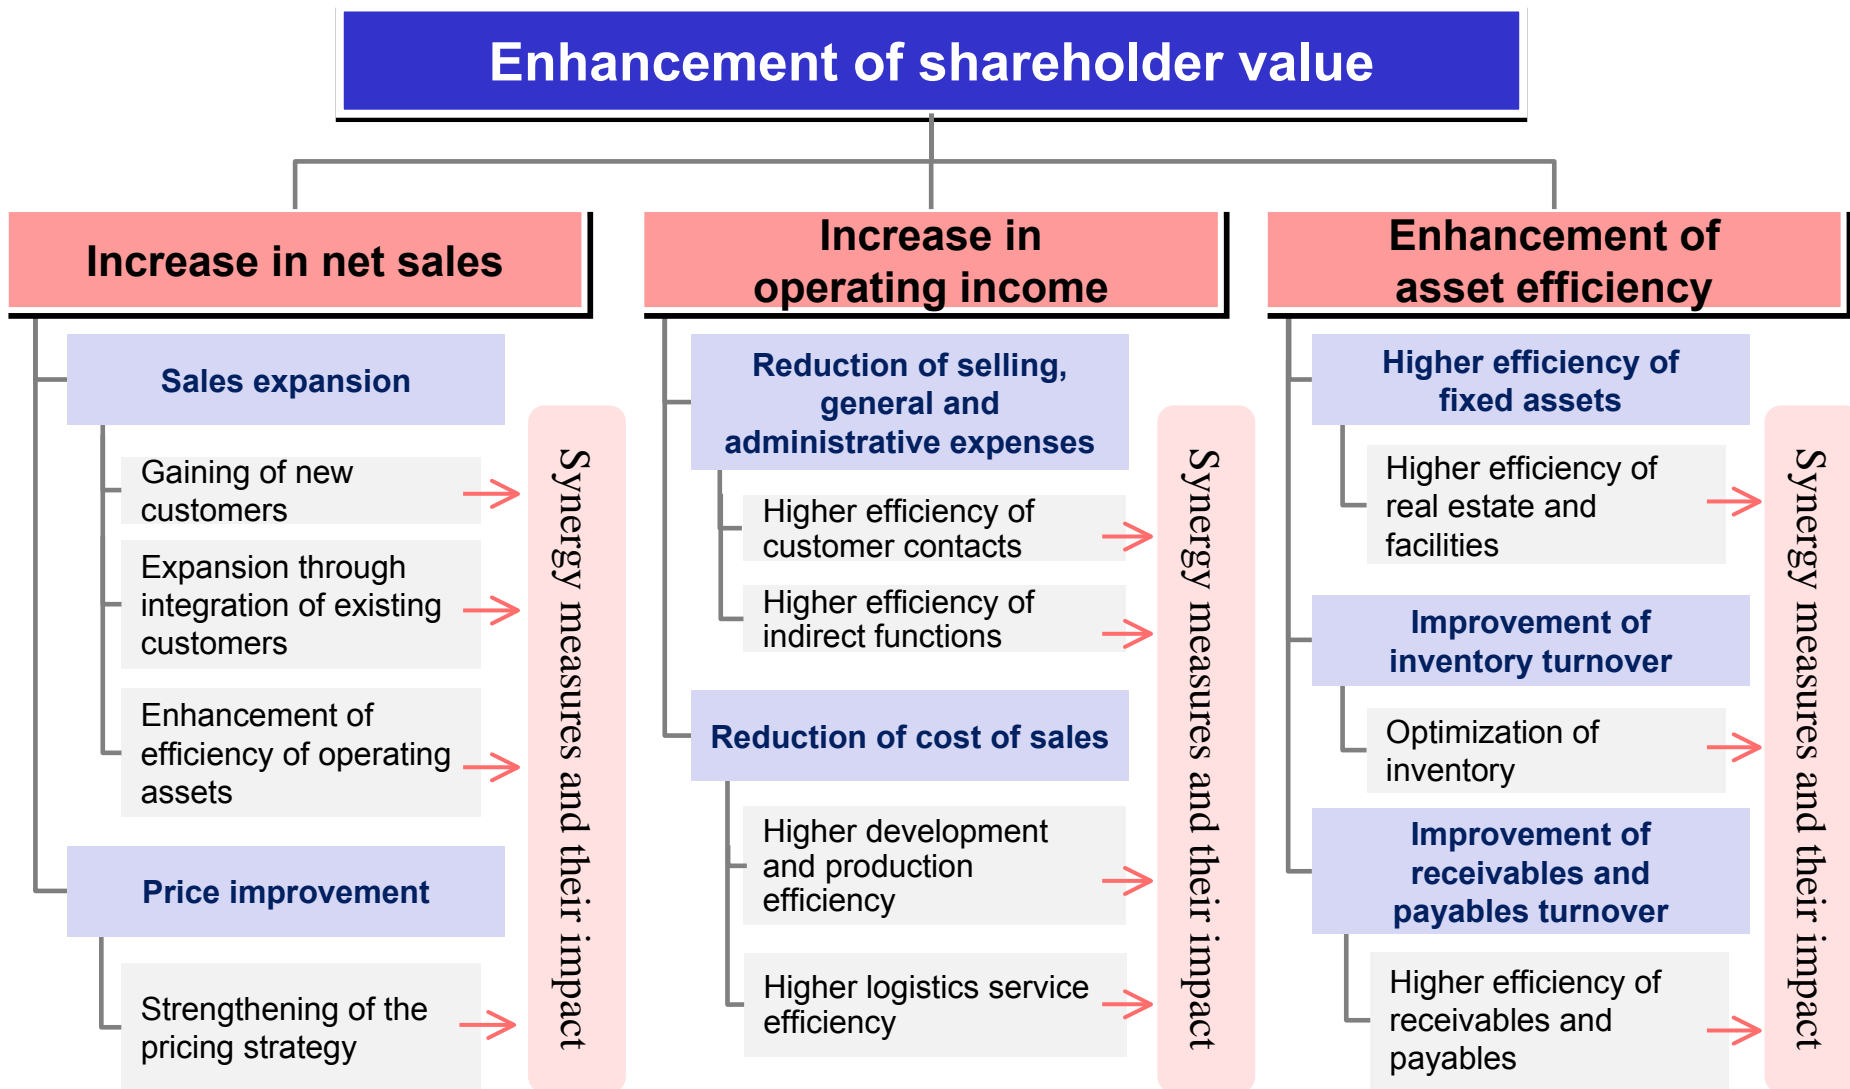 Enhancement of shareholder value
Increase in net sales
Sales expansion
Gaining of new
customers
Expansion through
integration of existing
customers
Enhancement of
efficiency of operating
assets
Price improvement
Strengthening of the
pricing strategy
Synergy measures and their impact
Increase in
operating income
Reduction of selling,
general and
administrative expenses
Higher efficiency of
customer contacts
Higher efficiency of
indirect functions
Reduction of cost of sales
Higher development
and production
efficiency
Higher logistics service
efficiency
Synergy measures and their impact
Enhancement of
asset efficiency
Higher efficiency of
fixed assets
Higher efficiency of
real estate and
facilities
Improvement of
inventory turnover
Optimization of
inventory
Improvement of
receivables and
payables turnover
Higher efficiency of
receivables and
payables
Synergy measures and their impact